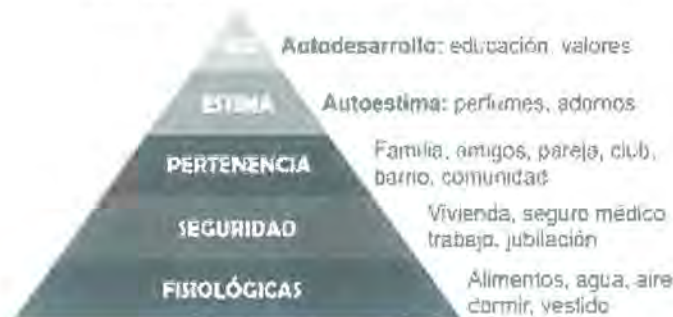 Autodesarrollo: educación, valores
ESTIMA
Autoestima: perfumes, adornos
PERTENENCIA
Familia, amigos, pareja, club,
barrio, comunidad
SEGURIDAD
Vivienda, seguro médico
trabajo, jubilación
FISIOLÓGICAS
Alimentos, agua, aire
dormir, vestido